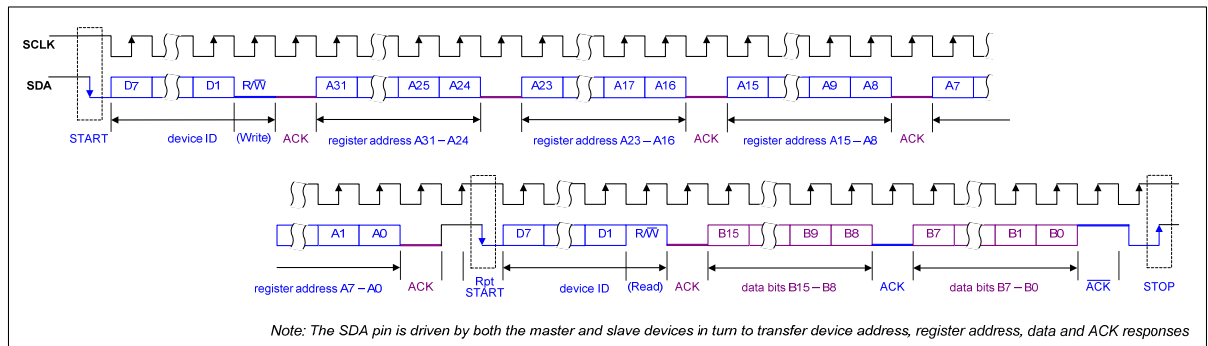 SCLK
SDA D7 D1 R/W̅ A31 A25 A24 A23 A17 A16 A15 A9 A8 A7
START device ID (Write) ACK register address A31 – A24 register address A23 – A16 ACK register address A15 – A8 ACK
A1 A0 D7 D1 R/W̅ B15 B9 B8 B7 B1 B0
register address A7 – A0 ACK Rpt START device ID (Read) ACK data bits B15 – B8 ACK data bits B7 – B0 A̅C̅K̅ STOP
Note: The SDA pin is driven by both the master and slave devices in turn to transfer device address, register address, data and ACK responses